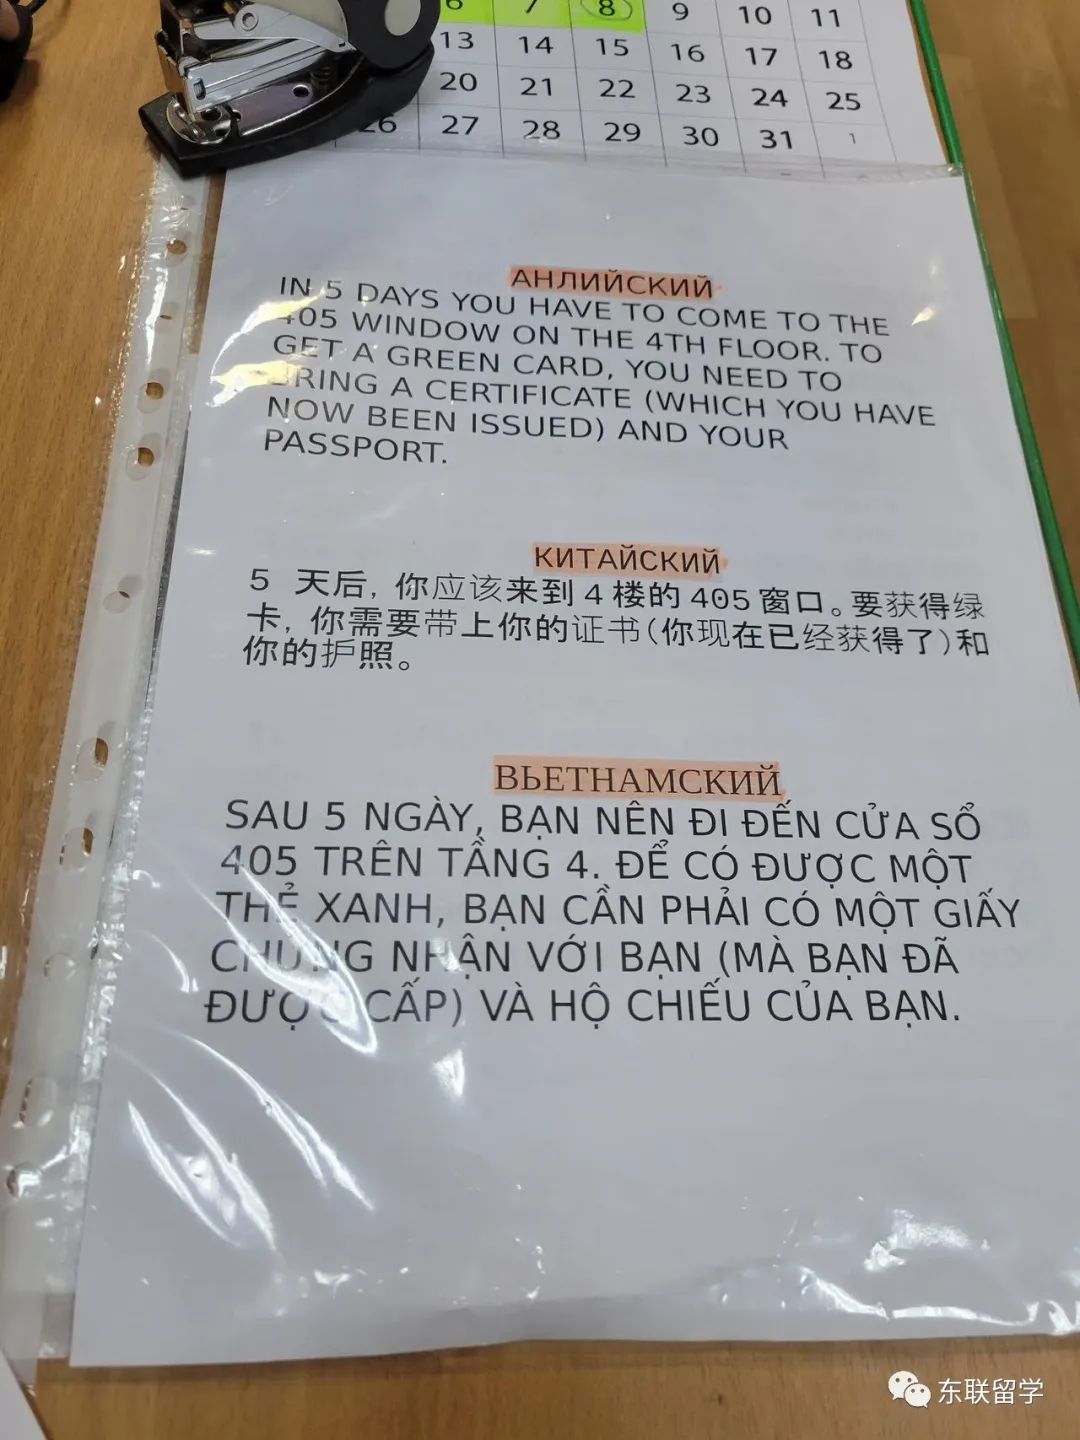 6 7 8 9 10 11
13 14 15 16 17 18
20 21 22 23 24 25
26 27 28 29 30 31 1
АНЛИЙСКИЙ
IN 5 DAYS YOU HAVE TO COME TO THE
405 WINDOW ON THE 4TH FLOOR. TO
GET A GREEN CARD, YOU NEED TO
BRING A CERTIFICATE (WHICH YOU HAVE
NOW BEEN ISSUED) AND YOUR
PASSPORT.
КИТАЙСКИЙ
5 天后，你应该来到 4 楼的 405 窗口。要获得绿
卡，你需要带上你的证书(你现在已经获得了)和
你的护照。
ВЬЕТНАМСКИЙ
SAU 5 NGÀY, BẠN NÊN ĐI ĐẾN CỬA SỔ
405 TRÊN TẦNG 4. ĐỂ CÓ ĐƯỢC MỘT
THẺ XANH, BẠN CẦN PHẢI CÓ MỘT GIẤY
CHỨNG NHẬN VỚI BẠN (MÀ BẠN ĐÃ
ĐƯỢC CẤP) VÀ HỘ CHIẾU CỦA BẠN.
东联留学